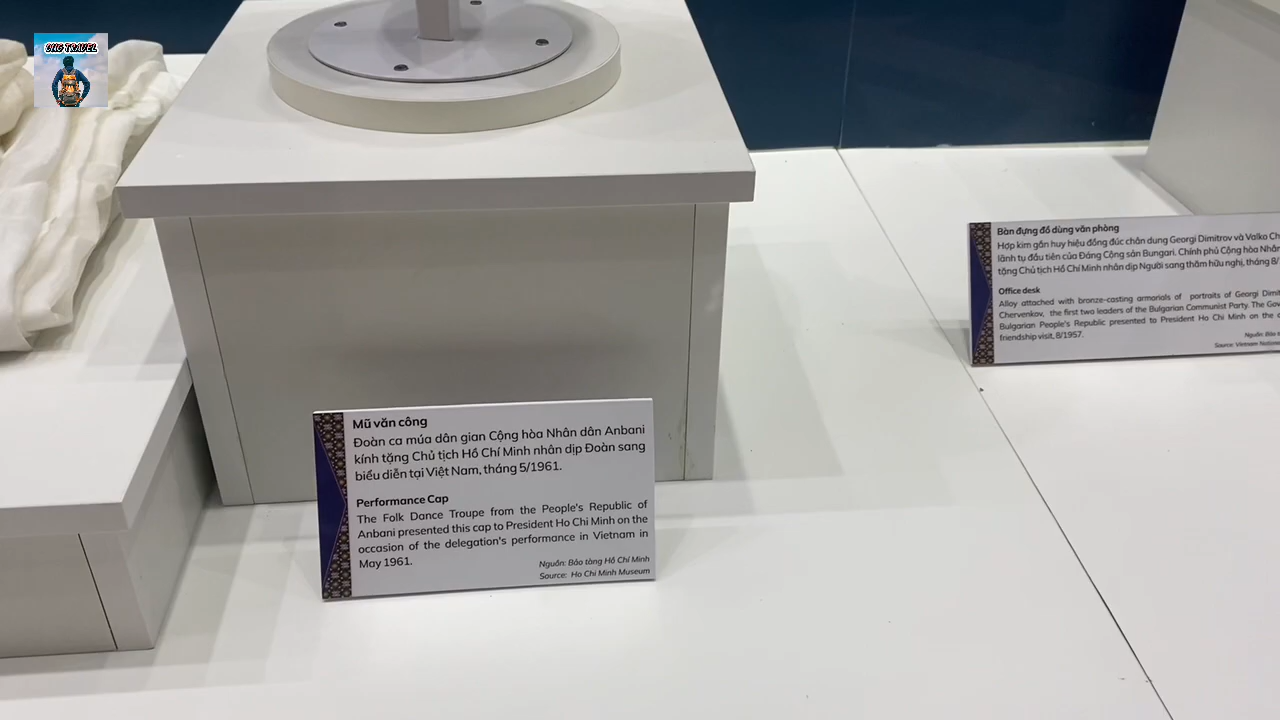 ONG TRAVEL
Mũ văn công
Đoàn ca múa dân gian Cộng hòa Nhân dân Anbani
kính tặng Chủ tịch Hồ Chí Minh nhân dịp Đoàn sang
biểu diễn tại Việt Nam, tháng 5/1961.
Performance Cap
The Folk Dance Troupe from the People's Republic of
Anbani presented this cap to President Ho Chi Minh on the
occasion of the delegation's performance in Vietnam in
May 1961.
Nguồn: Bảo tàng Hồ Chí Minh
Source: Ho Chi Minh Museum
Bàn đựng đồ dùng văn phòng
Hợp kim gắn huy hiệu đồng đúc chân dung Georgi Dimitrov và Valko
lãnh tụ đầu tiên của Đảng Cộng sản Bungari. Chính phủ Cộng hòa Nhân
tặng Chủ tịch Hồ Chí Minh nhân dịp Người sang thăm hữu nghị, tháng 8/
Office desk
Alloy attached with bronze-casting armorials of portraits of Georgi
Chervenkov, the first two leaders of the Bulgarian Communist Party. The
Bulgarian People's Republic presented to President Ho Chi Minh on the
friendship visit, 8/1957.
Nguồn:
Source: Vietnam